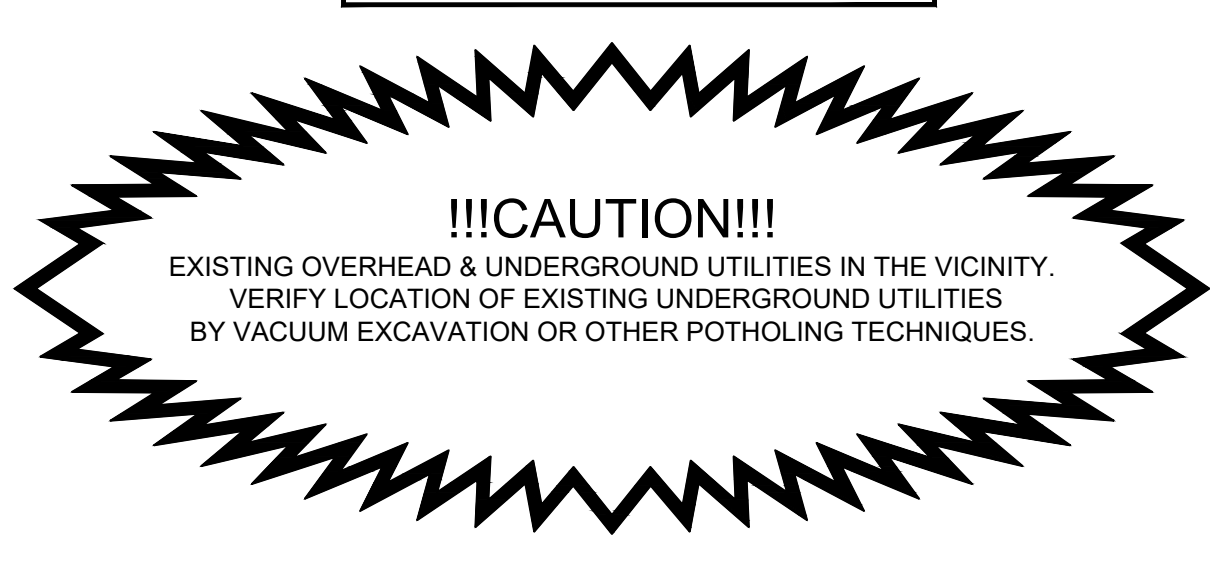 !!!CAUTION!!!
EXISTING OVERHEAD & UNDERGROUND UTILITIES IN THE VICINITY.
VERIFY LOCATION OF EXISTING UNDERGROUND UTILITIES
BY VACUUM EXCAVATION OR OTHER POTHOLING TECHNIQUES.